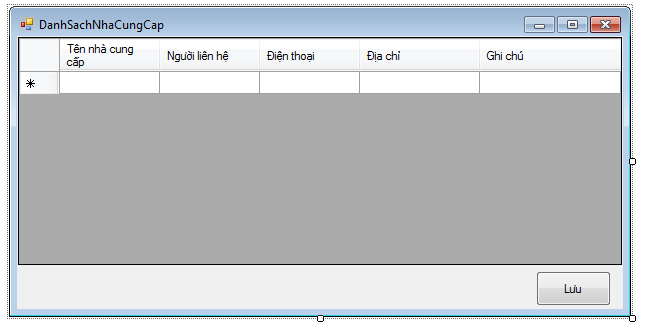 DanhSachNhaCungCap
Tên nhà cung cấp Người liên hệ Điện thoại Địa chỉ Ghi chú
Lưu